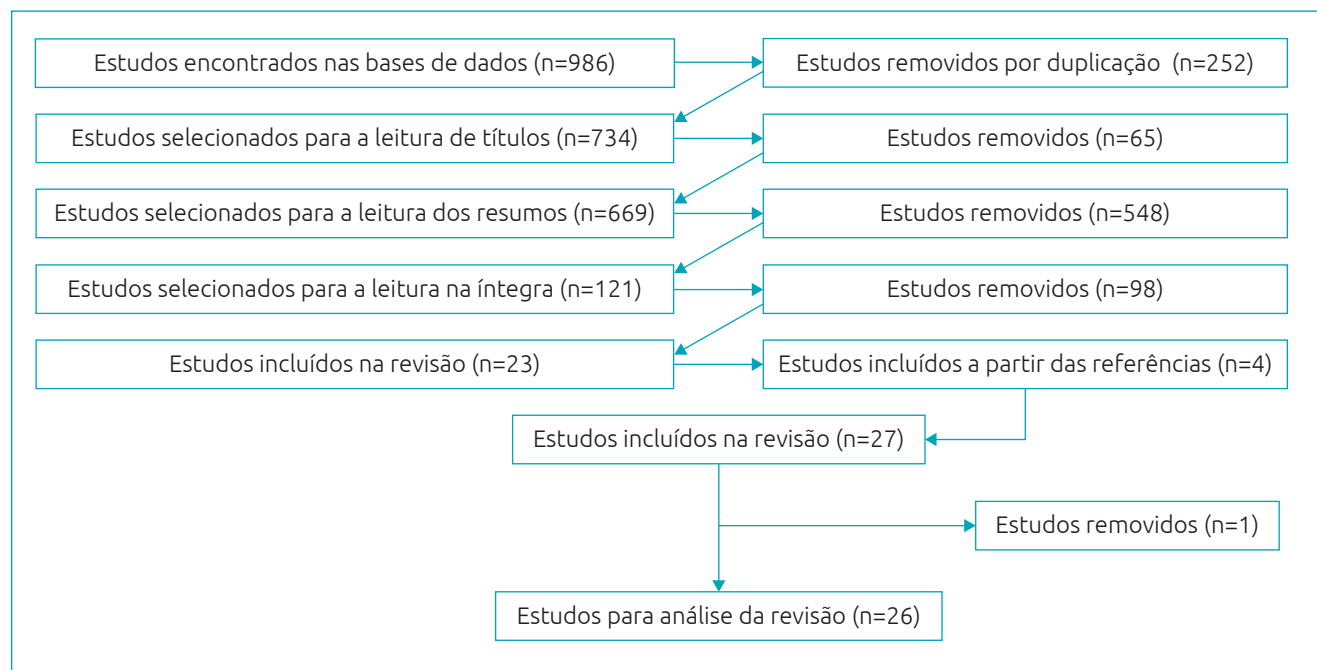 Estudos encontrados nas bases de dados (n=986)
Estudos removidos por duplicação (n=252)
Estudos selecionados para a leitura de títulos (n=734)
Estudos removidos (n=65)
Estudos selecionados para a leitura dos resumos (n=669)
Estudos removidos (n=548)
Estudos selecionados para a leitura na íntegra (n=121)
Estudos removidos (n=98)
Estudos incluídos na revisão (n=23)
Estudos incluídos a partir das referências (n=4)
Estudos incluídos na revisão (n=27)
Estudos removidos (n=1)
Estudos para análise da revisão (n=26)